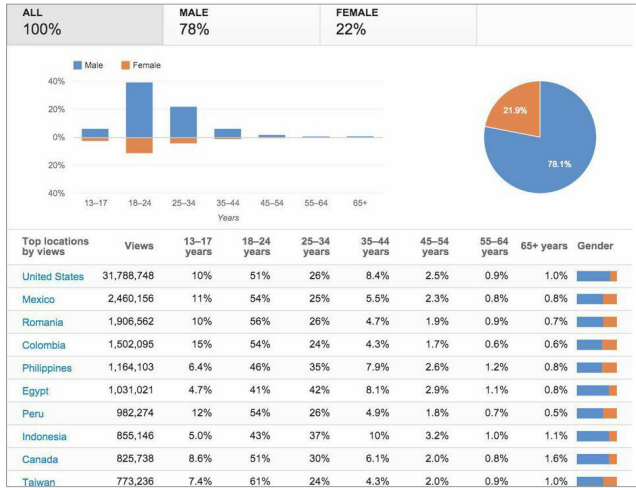 ALL MALE FEMALE
100% 78% 22%
Male Female
40%
20%
0%
20%
40%
13–17 18–24 25–34 35–44 45–54 55–64 65+
Years
21.9%
78.1%
Top locations by views Views 13–17 years 18–24 years 25–34 years 35–44 years 45–54 years 55–64 years 65+ years Gender
United States 31,788,748 10% 51% 26% 8.4% 2.5% 0.9% 1.0%
Mexico 2,460,156 11% 54% 25% 5.5% 2.3% 0.8% 0.8%
Romania 1,906,562 10% 56% 26% 4.7% 1.9% 0.9% 0.7%
Colombia 1,502,095 15% 54% 24% 4.3% 1.7% 0.6% 0.6%
Philippines 1,164,103 6.4% 46% 35% 7.9% 2.6% 1.2% 0.8%
Egypt 1,031,021 4.7% 41% 42% 8.1% 2.9% 1.1% 0.8%
Peru 982,274 12% 54% 26% 4.9% 1.8% 0.7% 0.5%
Indonesia 855,146 5.0% 43% 37% 10% 3.2% 1.0% 1.1%
Canada 825,738 8.6% 51% 30% 6.1% 2.0% 0.8% 1.6%
Taiwan 773,236 7.4% 61% 24% 4.3% 2.0% 0.9% 1.0%